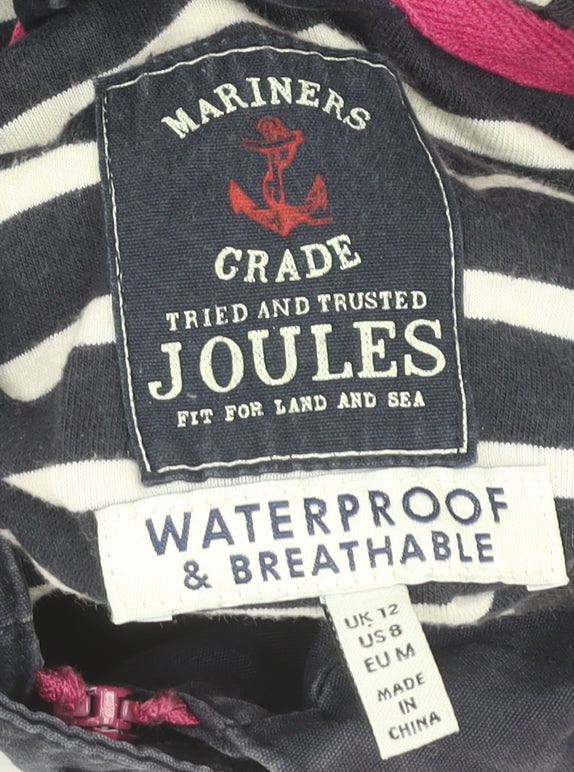 MARINERS
GRADE
TRIED AND TRUSTED
JOULES
FIT FOR LAND AND SEA
WATERPROOF
& BREATHABLE
UK 12
US 8
EU M
MADE
IN
CHINA